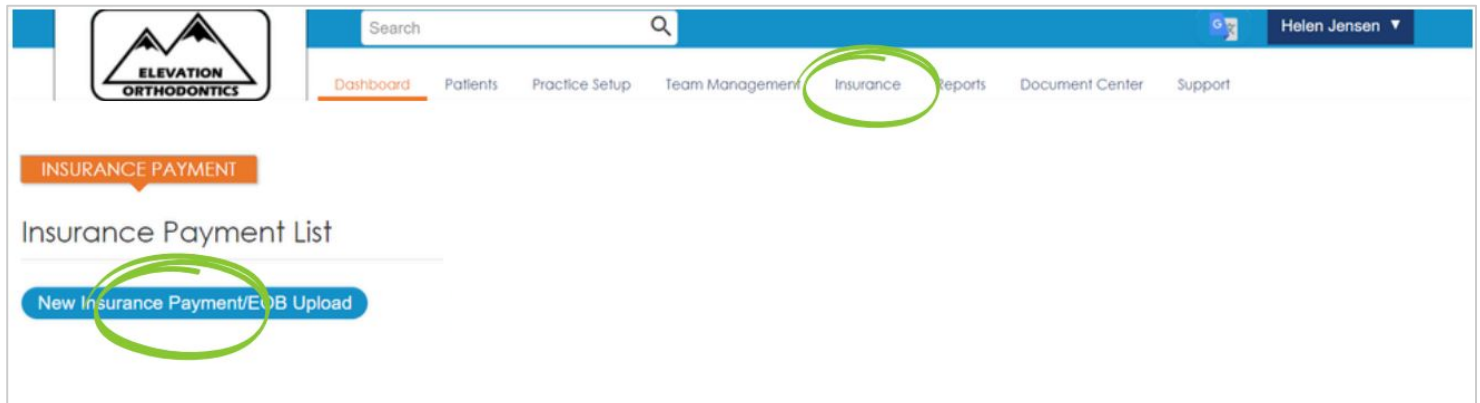 ELEVATION
ORTHODONTICS
Search
Helen Jensen ▼
Dashboard Patients Practice Setup Team Management Insurance Reports Document Center Support
INSURANCE PAYMENT
Insurance Payment List
New Insurance Payment/EOB Upload